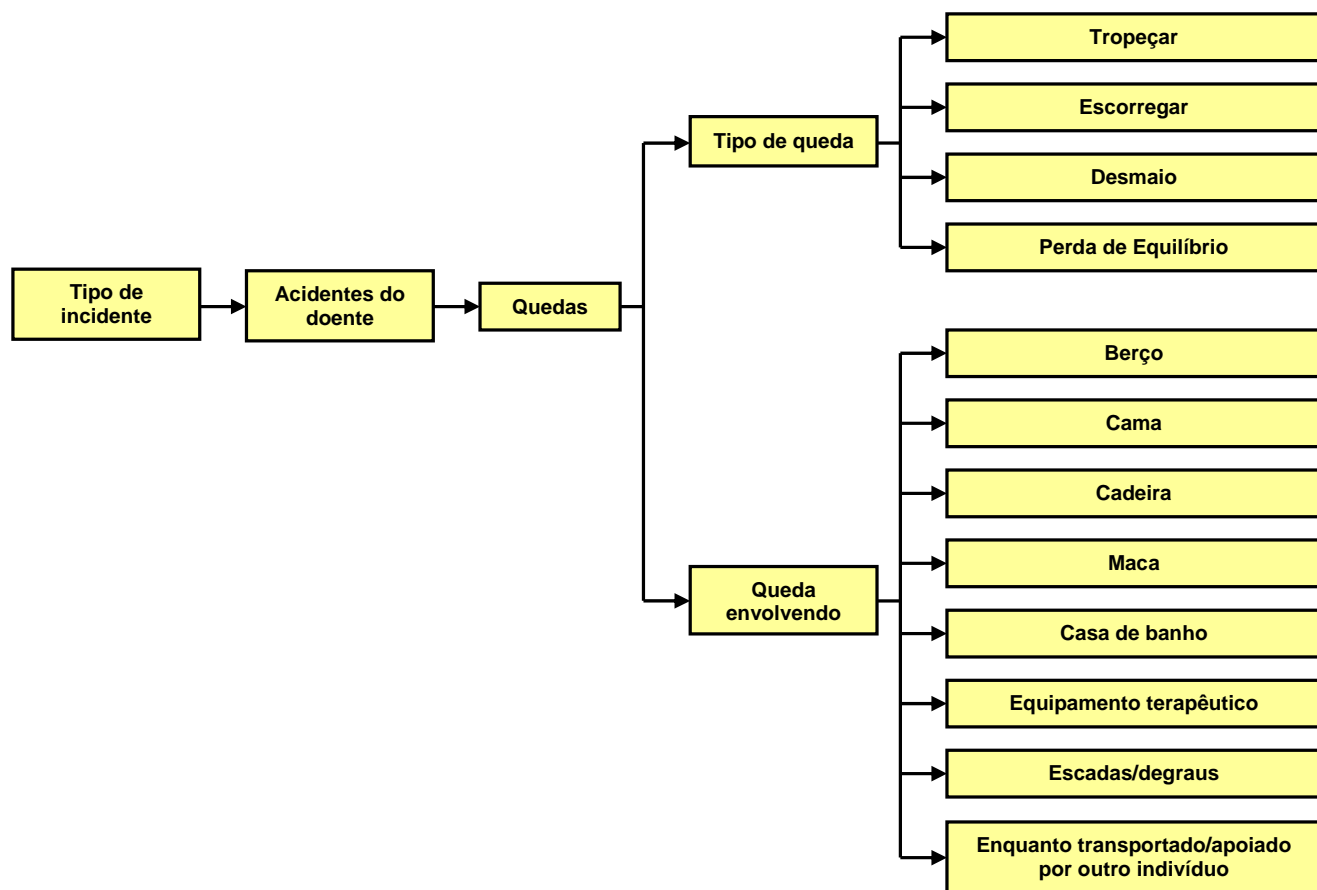 Tipo de
incidente
Acidentes do
doente
Quedas
Tipo de queda
Tropeçar
Escorregar
Desmaio
Perda de Equilíbrio
Queda
envolvendo
Berço
Cama
Cadeira
Maca
Casa de banho
Equipamento terapêutico
Escadas/degraus
Enquanto transportado/apoiado
por outro indivíduo